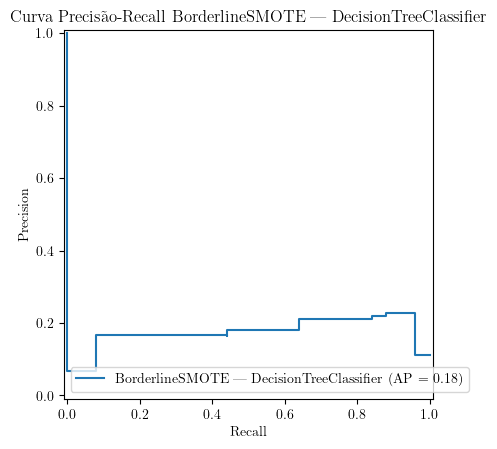 Curva Precisão-Recall BorderlineSMOTE — DecisionTreeClassifier
1.0
0.8
0.6
0.4
0.2
0.0
Precision
BorderlineSMOTE — DecisionTreeClassifier (AP = 0.18)
0.0 0.2 0.4 0.6 0.8 1.0
Recall